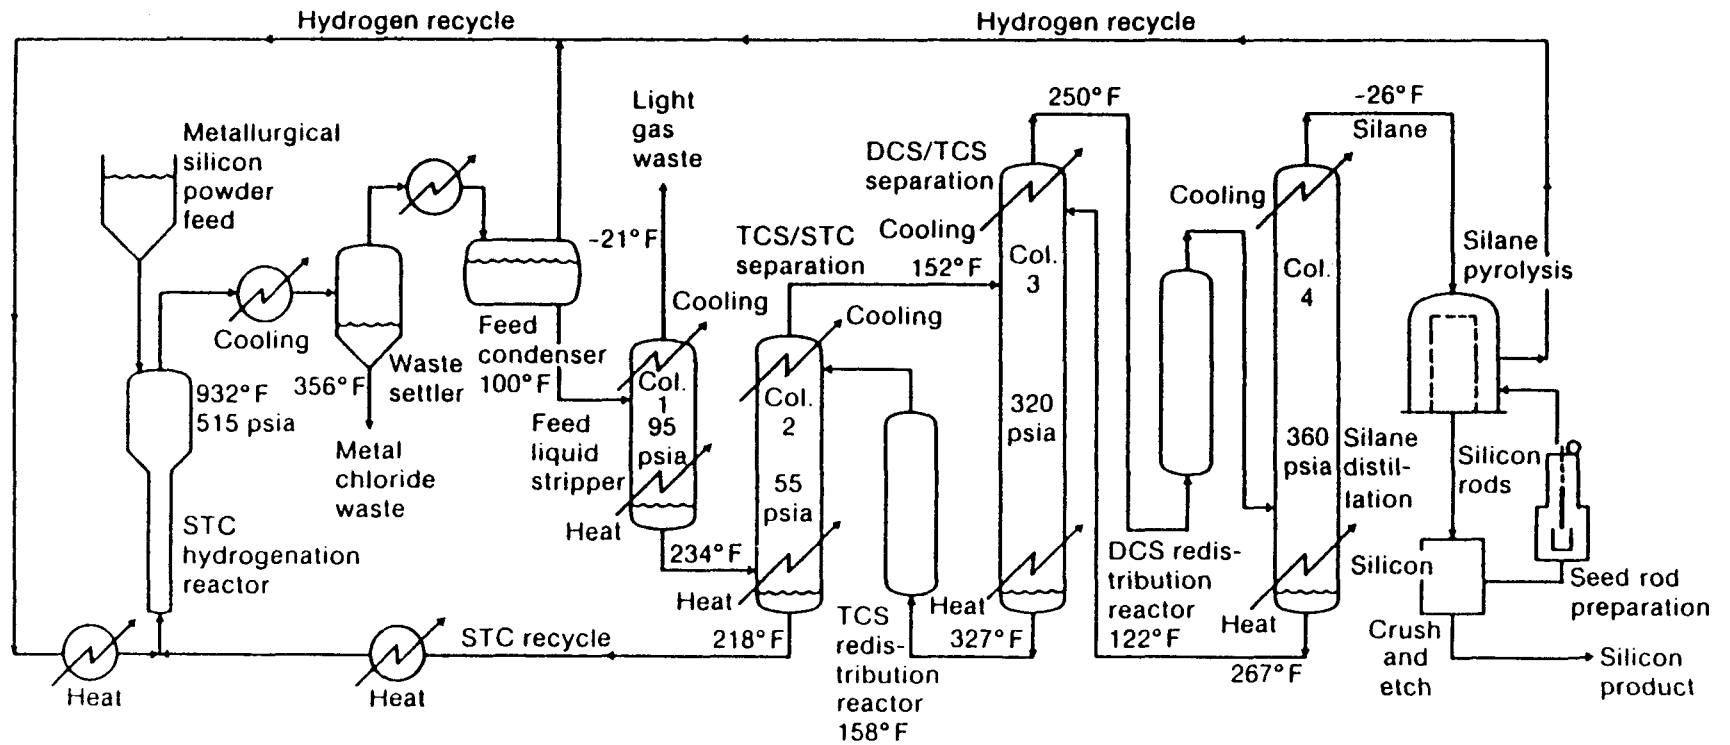 Hydrogen recycle
Hydrogen recycle
Metallurgical
silicon
powder
feed
Light
gas
waste
250°F
-26°F
Silane
DCS/TCS
separation
Cooling
Cooling
-21°F
TCS/STC
separation
152°F
Col.
3
Col.
4
Silane
pyrolysis
Cooling
Cooling
Cooling
Feed
condenser
100°F
Waste
settler
356°F
932°F
515 psia
Metal
chloride
waste
Feed
liquid
stripper
Col.
1
95
psia
Col.
2
55
psia
320
psia
360
psia
Silane
distil-
lation
Silicon
rods
STC
hydrogenation
reactor
Heat
234°F
Heat
Heat
DCS redis-
tribution
reactor
122°F
Heat
Silicon
Seed rod
preparation
STC recycle
218°F
TCS
redis-
tribution
reactor
158°F
327°F
267°F
Crush
and
etch
Silicon
product
Heat
Heat